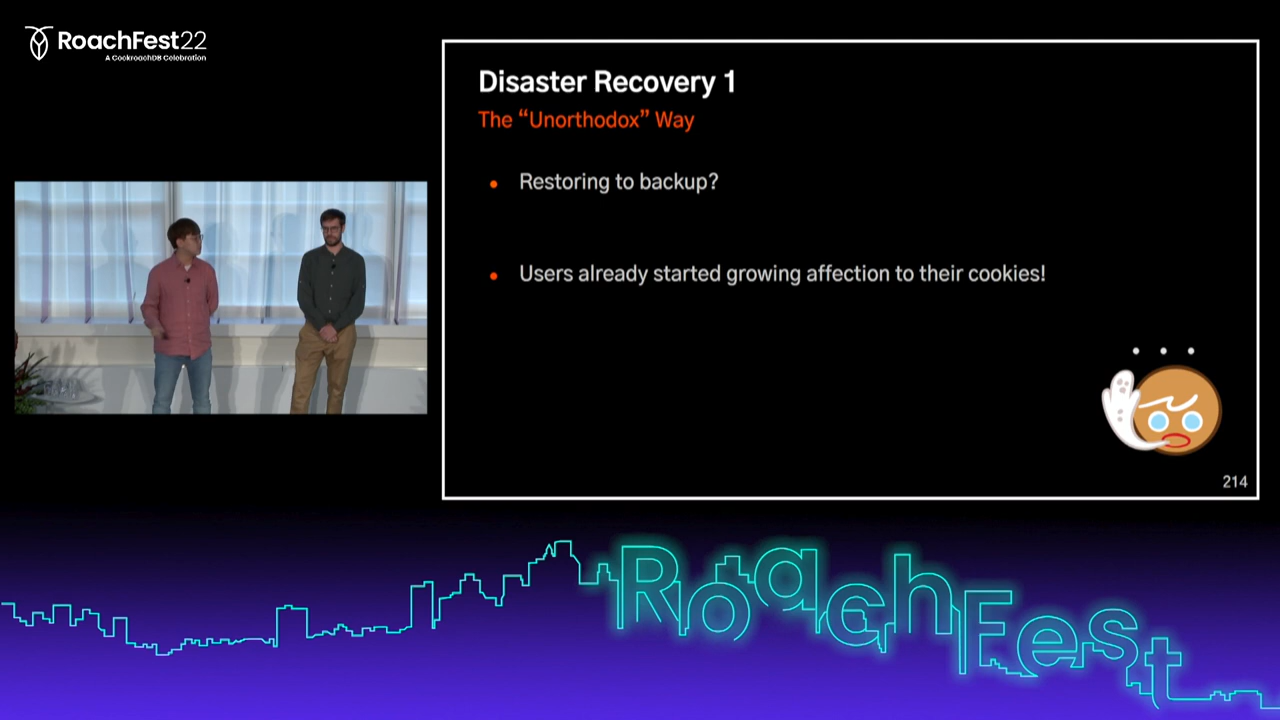 RoachFest22
A CockroachDB Celebration
Disaster Recovery 1
The “Unorthodox” Way
• Restoring to backup?
• Users already started growing affection to their cookies!
214
RoachFest